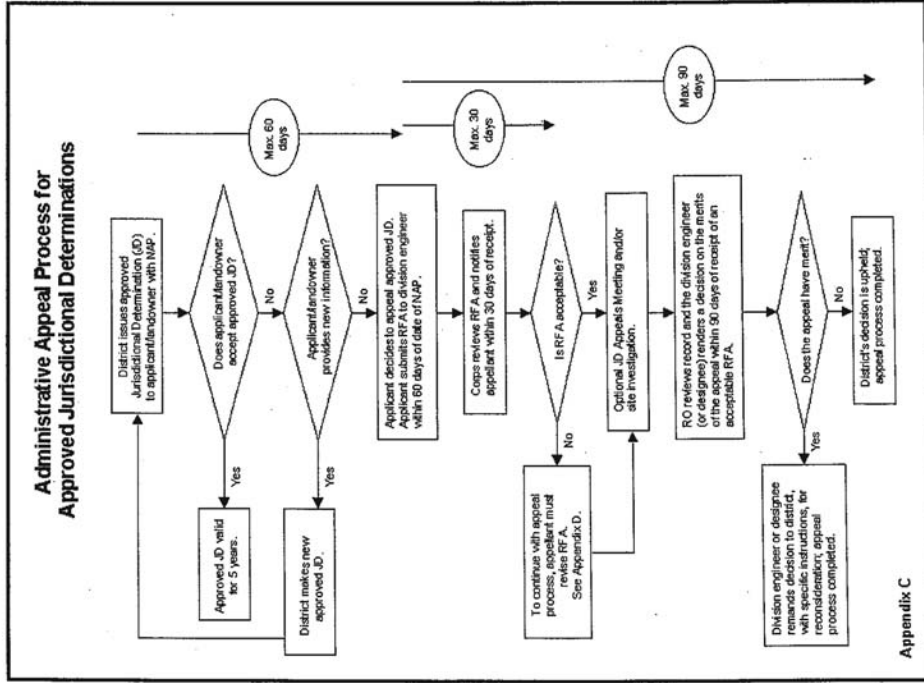 Administrative Appeal Process for
Approved Jurisdictional Determinations
District issues approved
Jurisdictional Determination (JD)
to applicant/landowner with NAP.
Max. 60
days
Does applicant/landowner
accept approved JD?
Yes
No
Approved JD valid
for 5 years.
Applicant/landowner
provides new information?
Yes
No
District makes new
approved JD.
Applicant decides to appeal approved JD.
Applicant submits RFA to division engineer
within 60 days of date of NAP.
Max. 30
days
Corps reviews RFA and notifies
appellant within 30 days of receipt.
Is RFA acceptable?
No
Yes
To continue with appeal
process, appellant must
revise RFA.
See Appendix D.
Optional JD Appeals Meeting and/or
site investigation.
Max. 90
days
RO reviews record and the division engineer
(or designee) renders a decision on the merits
of the appeal within 90 days of receipt of an
acceptable RFA.
Does the appeal have merit?
Yes
No
Division engineer or designee
remands decision to district,
with specific instructions, for
reconsideration; appeal
process completed.
District's decision is upheld;
appeal process completed.
Appendix C